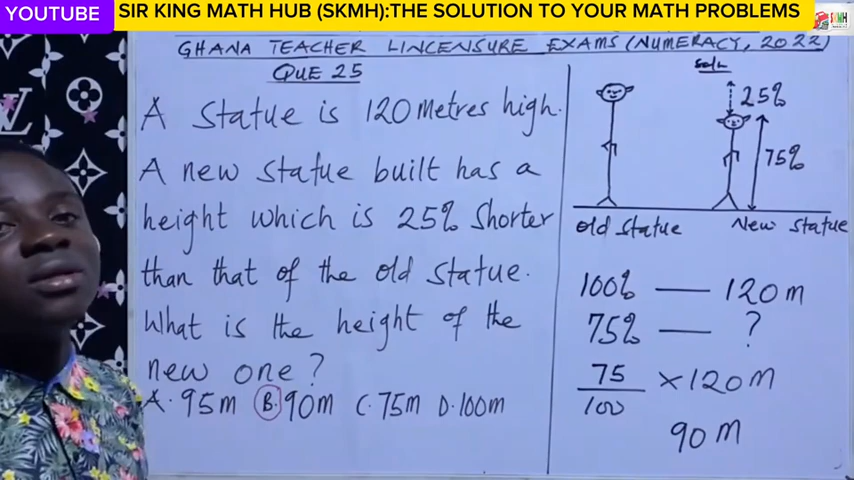 YOUTUBE
SIR KING MATH HUB (SKMH):THE SOLUTION TO YOUR MATH PROBLEMS
SKMH
GHANA TEACHER LINCENSURE EXAMS (NUMERACY, 2022)
QUE 25
A statue is 120 metres high.
A new statue built has a
height which is 25% Shorter
than that of the old statue.
What is the height of the
new one?
A. 95m B. 90m C. 75m D. 100m
Soln
25%
75%
Old Statue New Statue
100% — 120m
75% — ?
75
100
× 120m
90 m